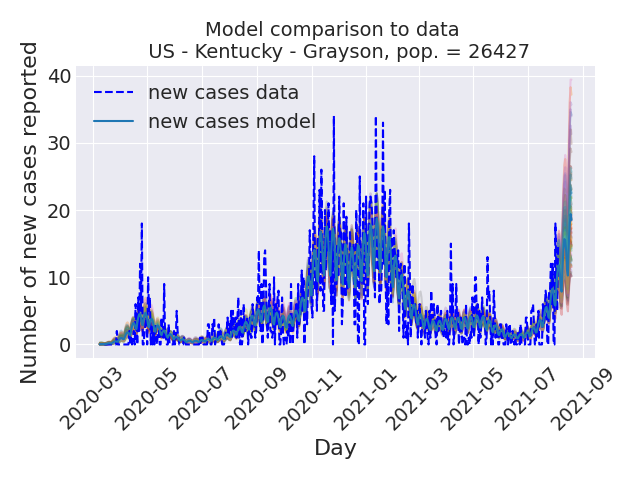 Model comparison to data
US - Kentucky - Grayson, pop. = 26427
Number of new cases reported
40
30
20
10
0
new cases data
new cases model
2020-03
2020-05
2020-07
2020-09
2020-11
2021-01
2021-03
2021-05
2021-07
2021-09
Day